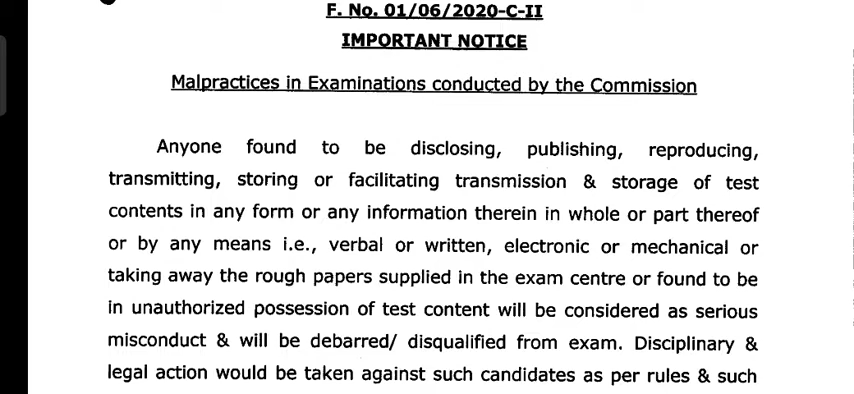 F. No. 01/06/2020-C-II
IMPORTANT NOTICE
Malpractices in Examinations conducted by the Commission
Anyone found to be disclosing, publishing, reproducing,
transmitting, storing or facilitating transmission & storage of test
contents in any form or any information therein in whole or part thereof
or by any means i.e., verbal or written, electronic or mechanical or
taking away the rough papers supplied in the exam centre or found to be
in unauthorized possession of test content will be considered as serious
misconduct & will be debarred/ disqualified from exam. Disciplinary &
legal action would be taken against such candidates as per rules & such